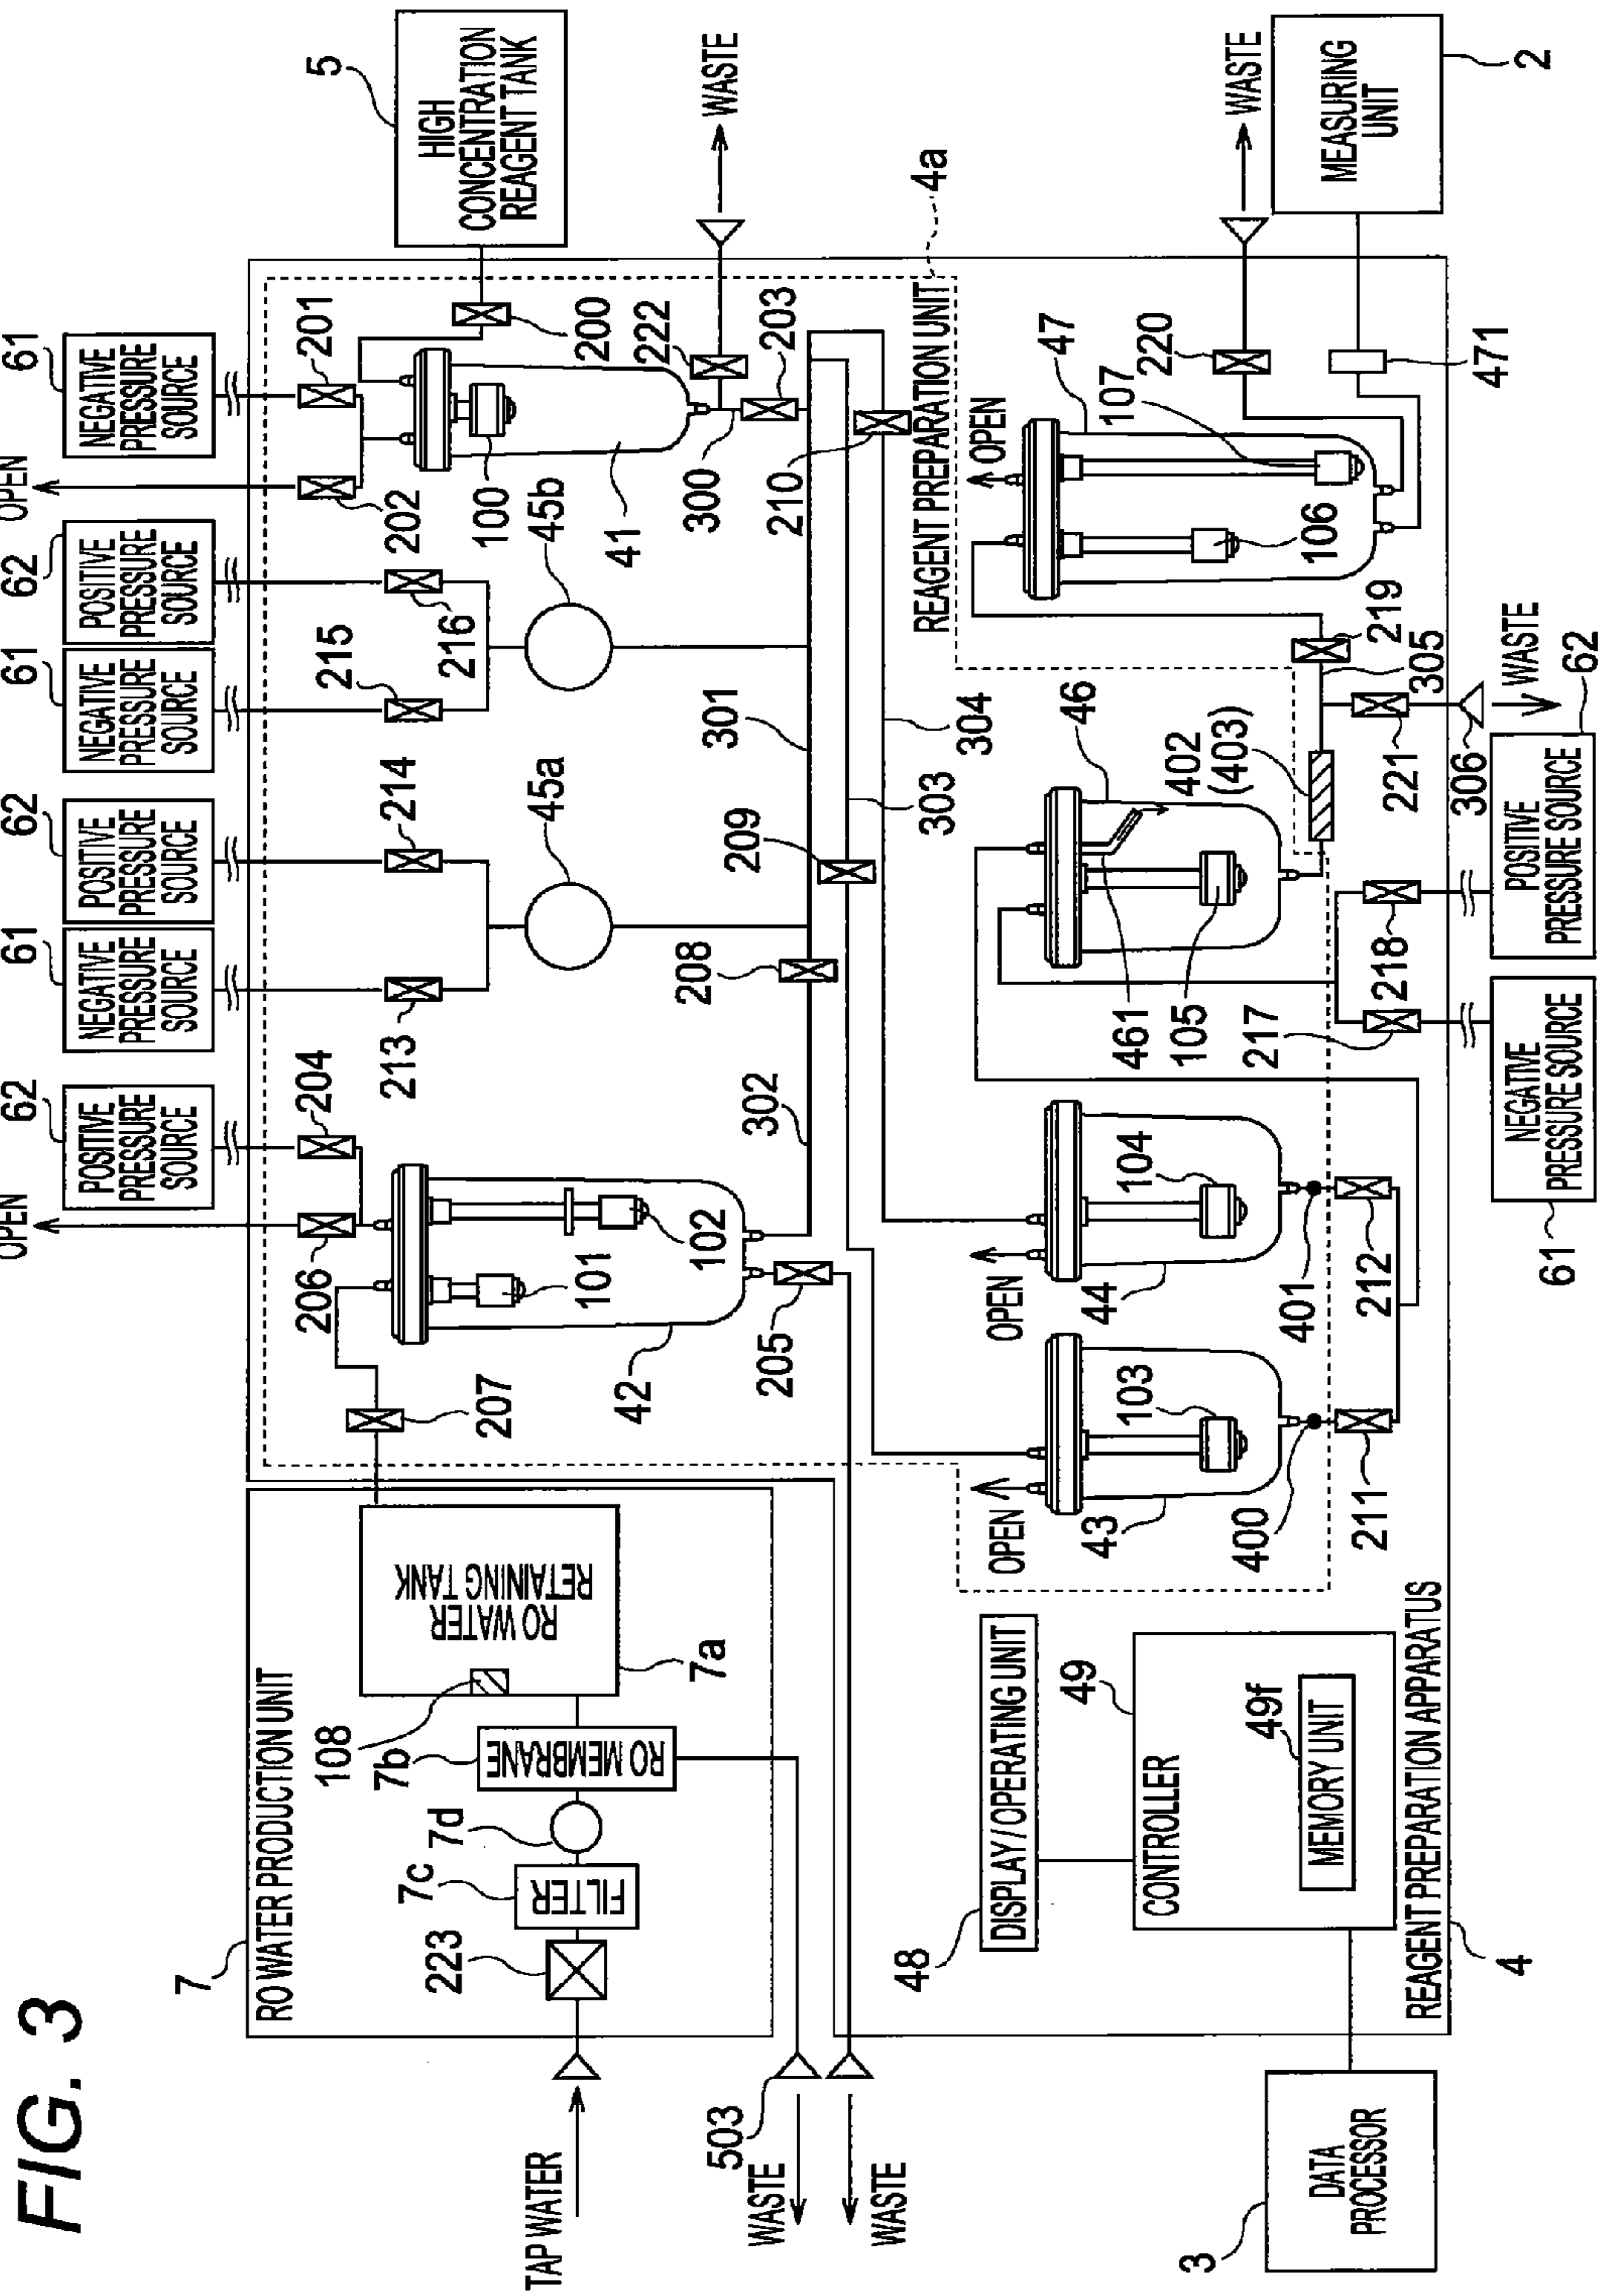 FIG. 3
OPEN
62
POSITIVE
PRESSURE
SOURCE
61
NEGATIVE
PRESSURE
SOURCE
62
POSITIVE
PRESSURE
SOURCE
61
NEGATIVE
PRESSURE
SOURCE
62
POSITIVE
PRESSURE
SOURCE
OPEN
61
NEGATIVE
PRESSURE
SOURCE
5
HIGH
CONCENTRATION
REAGENT TANK
7
RO WATER PRODUCTION UNIT
206
204
213
214
215
216
202
201
200
207
101
102
42
205
45a
45b
100
41
300
222
203
WASTE
TAP WATER
223
7c
FILTER
7d
7b
RO MEMBRANE
108
RO WATER
RETAINING TANK
7a
302
208
209
301
303
304
210
4a
REAGENT PREPARATION UNIT
503
WASTE
WASTE
48
DISPLAY/OPERATING UNIT
49
CONTROLLER
49f
MEMORY UNIT
OPEN
43
103
400
211
OPEN
44
104
401
212
46
461
105
402
(403)
217
218
OPEN
47
106
107
219
305
221
306
WASTE
220
471
WASTE
MEASURING
UNIT
2
3
DATA
PROCESSOR
4
REAGENT PREPARATION APPARATUS
61
NEGATIVE
PRESSURE SOURCE
62
POSITIVE
PRESSURE SOURCE